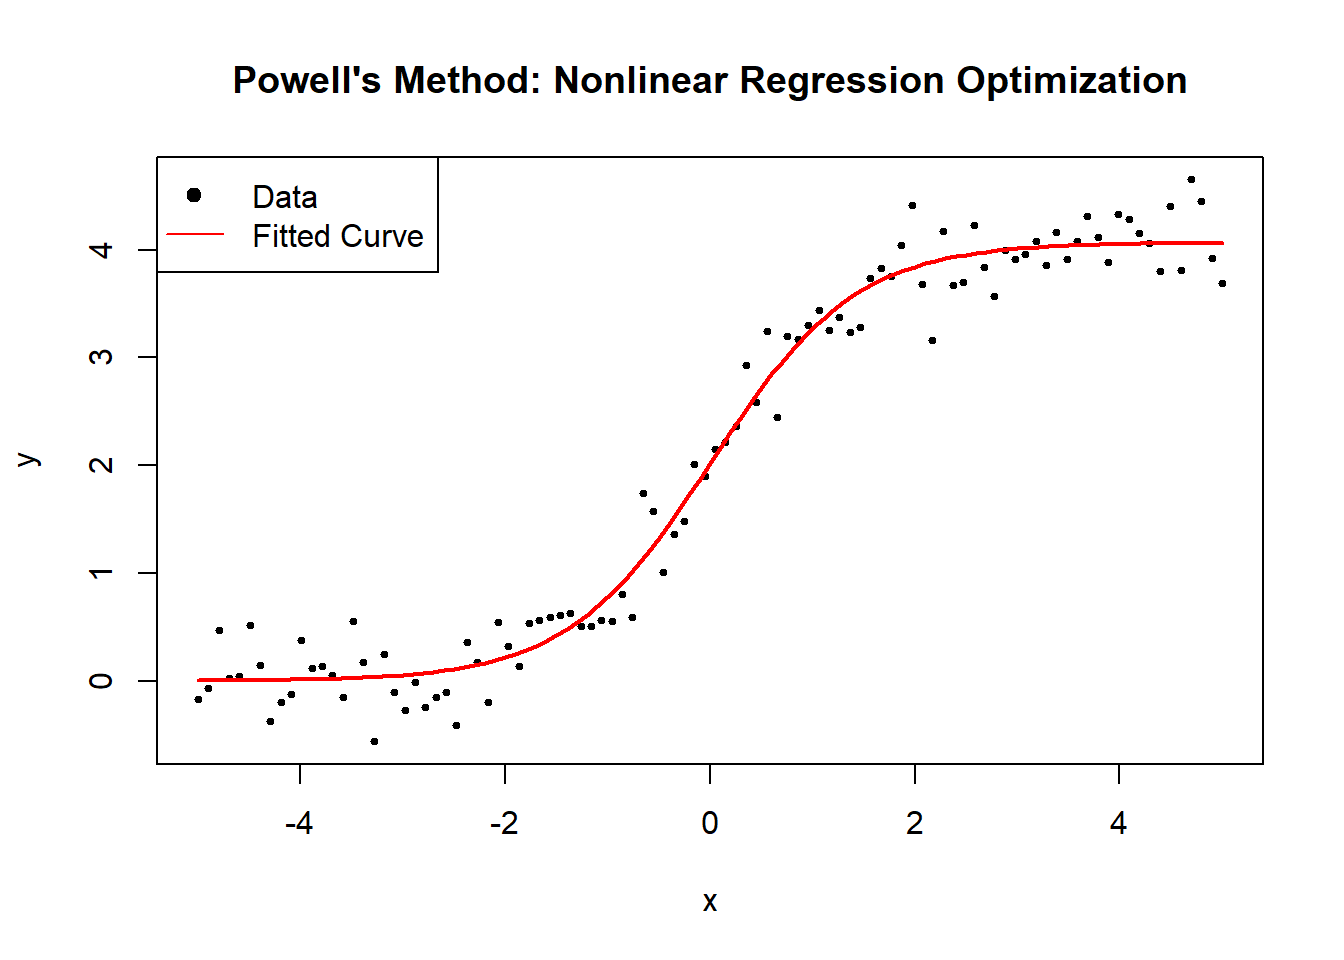 Powell's Method: Nonlinear Regression Optimization
Data
Fitted Curve
4
3
2
1
0
y
-4 -2 0 2 4
x